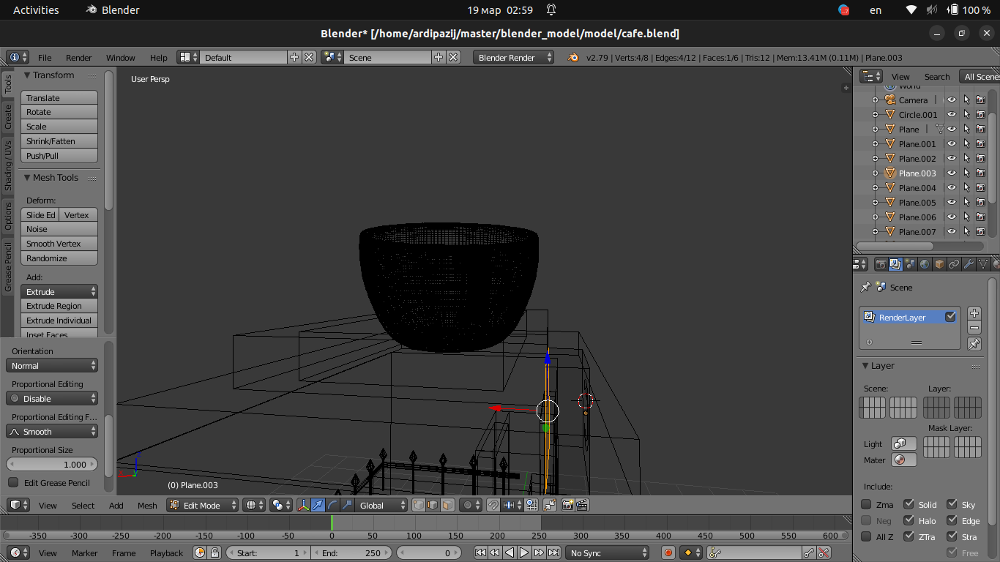 Activities Blender 19 мар 02:59 en 100 %
Blender* [/home/ardipazij/master/blender_model/model/cafe.blend]
File Render Window Help Default Scene Blender Render v2.79 | Verts:4/8 | Edges:4/12 | Faces:1/6 | Tris:12 | Mem:13.41M (0.11M) | Plane.003
Tools
Create
Shading / UVs
Options
Grease Pencil
Transform
Translate
Rotate
Scale
Shrink/Fatten
Push/Pull
Mesh Tools
Deform:
Slide Ed Vertex
Noise
Smooth Vertex
Randomize
Add:
Extrude
Extrude Region
Extrude Individual
Inset Faces
Orientation
Normal
Proportional Editing
Disable
Proportional Editing F...
Smooth
Proportional Size
1.000
Edit Grease Pencil
User Persp
z
(0) Plane.003
View Select Add Mesh Edit Mode Global
-350 -300 -250 -200 -150 -100 -50 0 50 100 150 200 250 300 350 400 450 500 550 600
View Marker Frame Playback Start: 1 End: 250 0 No Sync
View Search All Scenes
World
Camera
Circle.001
Plane
Plane.001
Plane.002
Plane.003
Plane.004
Plane.005
Plane.006
Plane.007
Scene
RenderLayer
Layer
Scene: Layer:
Mask Layer:
Light
Mater
Include:
Zma Solid Sky
Neg Halo Edge
All Z ZTra Stra
Free